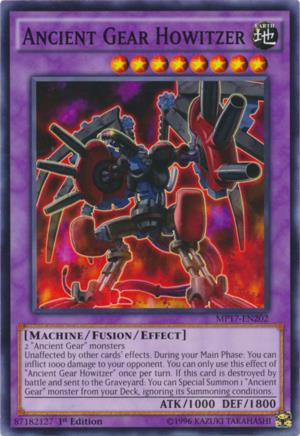 ANCIENT GEAR HOWITZER
EARTH
地
MP17-EN202
[MACHINE/FUSION/EFFECT]
2 "Ancient Gear" monsters
Unaffected by other cards' effects. During your Main Phase: You can
inflict 1000 damage to your opponent. You can only use this effect of
"Ancient Gear Howitzer" once per turn. If this card is destroyed by
battle and sent to the Graveyard: You can Special Summon 1 "Ancient
Gear" monster from your Deck, ignoring its Summoning conditions.
ATK/1000 DEF/1800
87182127 1st Edition ©1996 KAZUKI TAKAHASHI